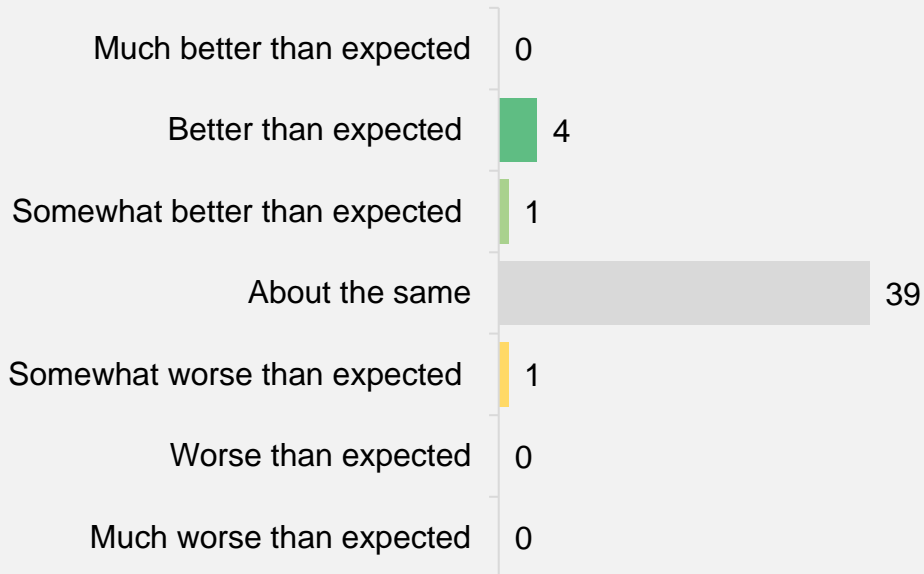 Much better than expected 0
Better than expected 4
Somewhat better than expected 1
About the same 39
Somewhat worse than expected 1
Worse than expected 0
Much worse than expected 0